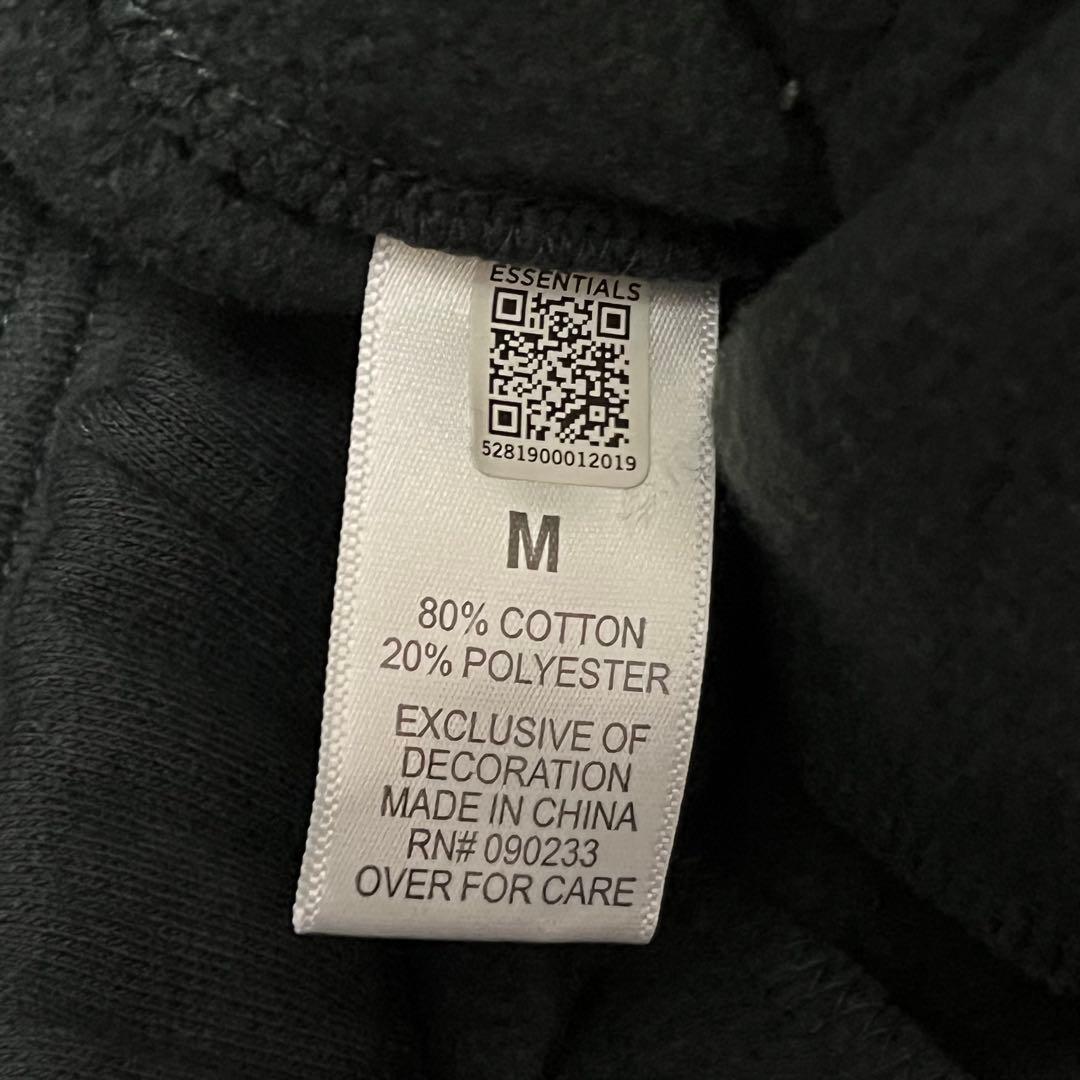 ESSENTIALS
5281900012019
M
80% COTTON
20% POLYESTER
EXCLUSIVE OF
DECORATION
MADE IN CHINA
RN# 090233
OVER FOR CARE